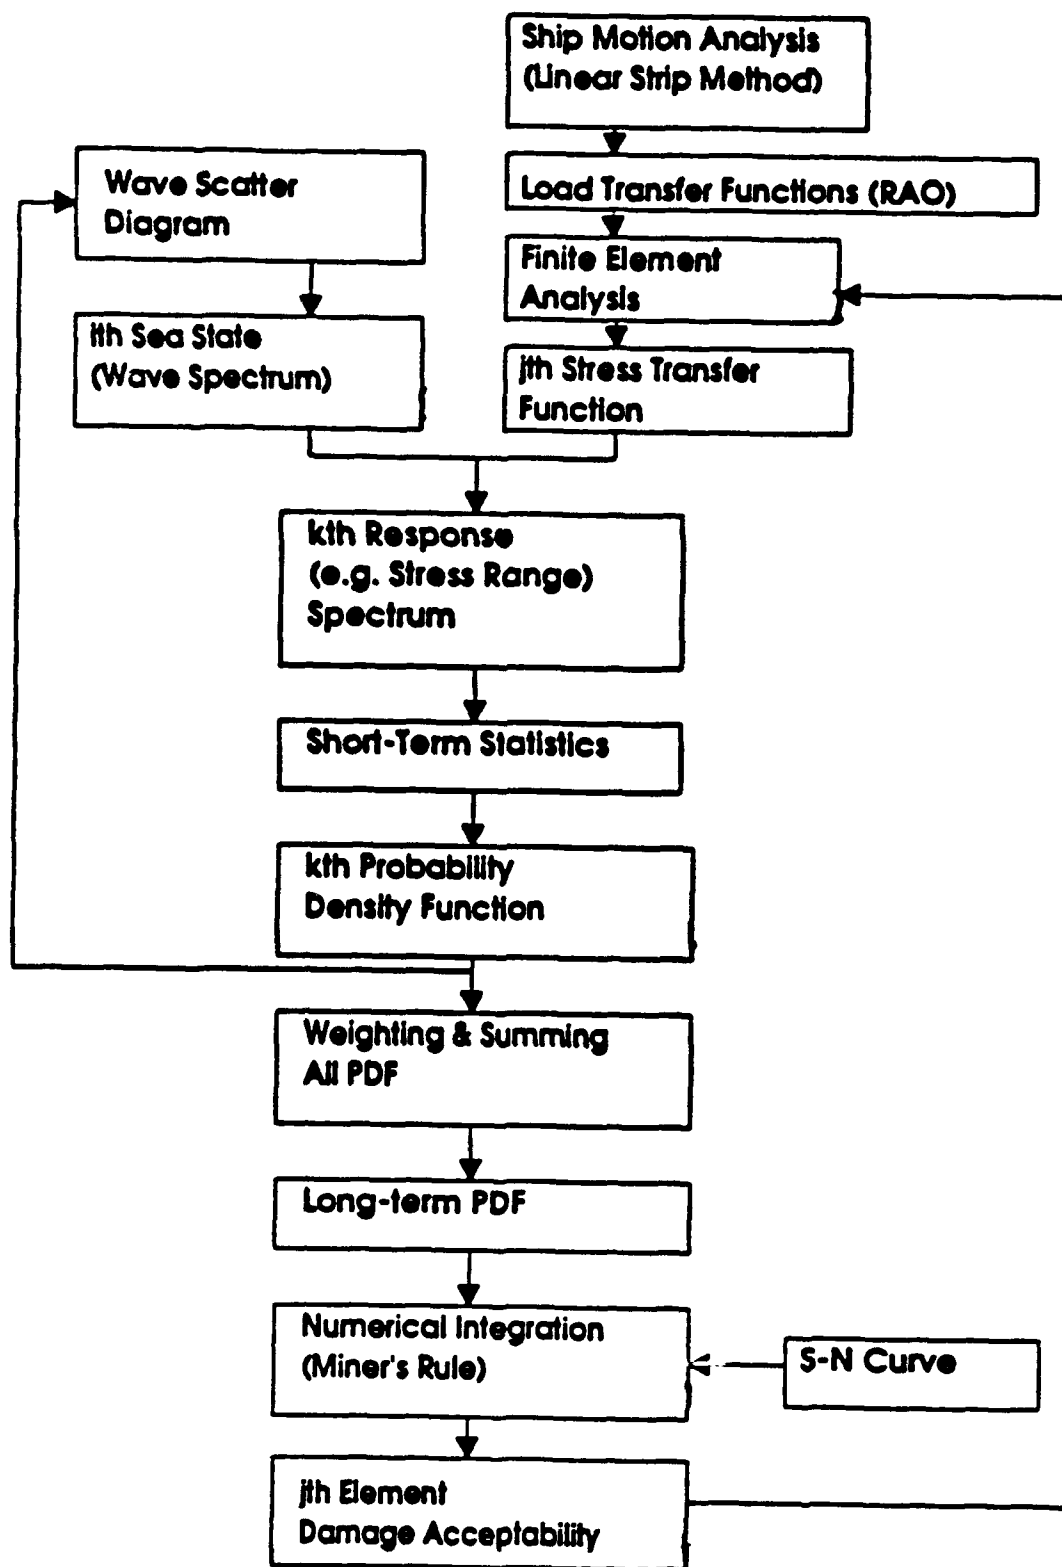 Ship Motion Analysis
(Linear Strip Method)
Load Transfer Functions (RAO)
Wave Scatter
Diagram
Finite Element
Analysis
ith Sea State
(Wave Spectrum)
jth Stress Transfer
Function
kth Response
(e.g. Stress Range)
Spectrum
Short-Term Statistics
kth Probability
Density Function
Weighting & Summing
All PDF
Long-term PDF
Numerical Integration
(Miner's Rule)
S-N Curve
jth Element
Damage Acceptability